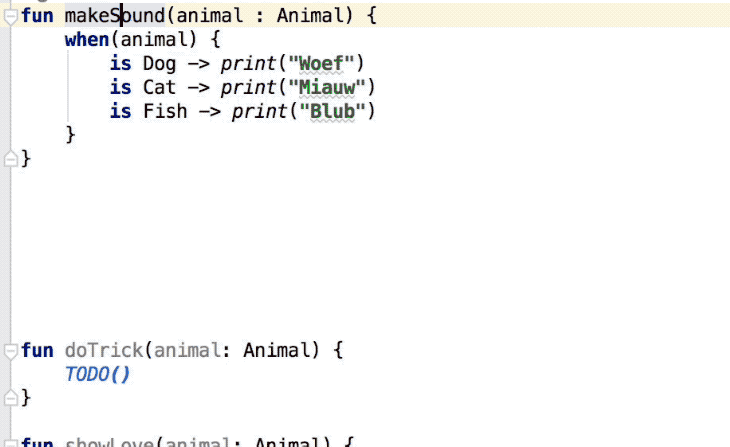 fun makeSound(animal : Animal) {
    when(animal) {
        is Dog -> print("Woef")
        is Cat -> print("Miauw")
        is Fish -> print("Blub")
    }
}
fun doTrick(animal: Animal) {
    TODO()
}
fun showLove(animal: Animal) {